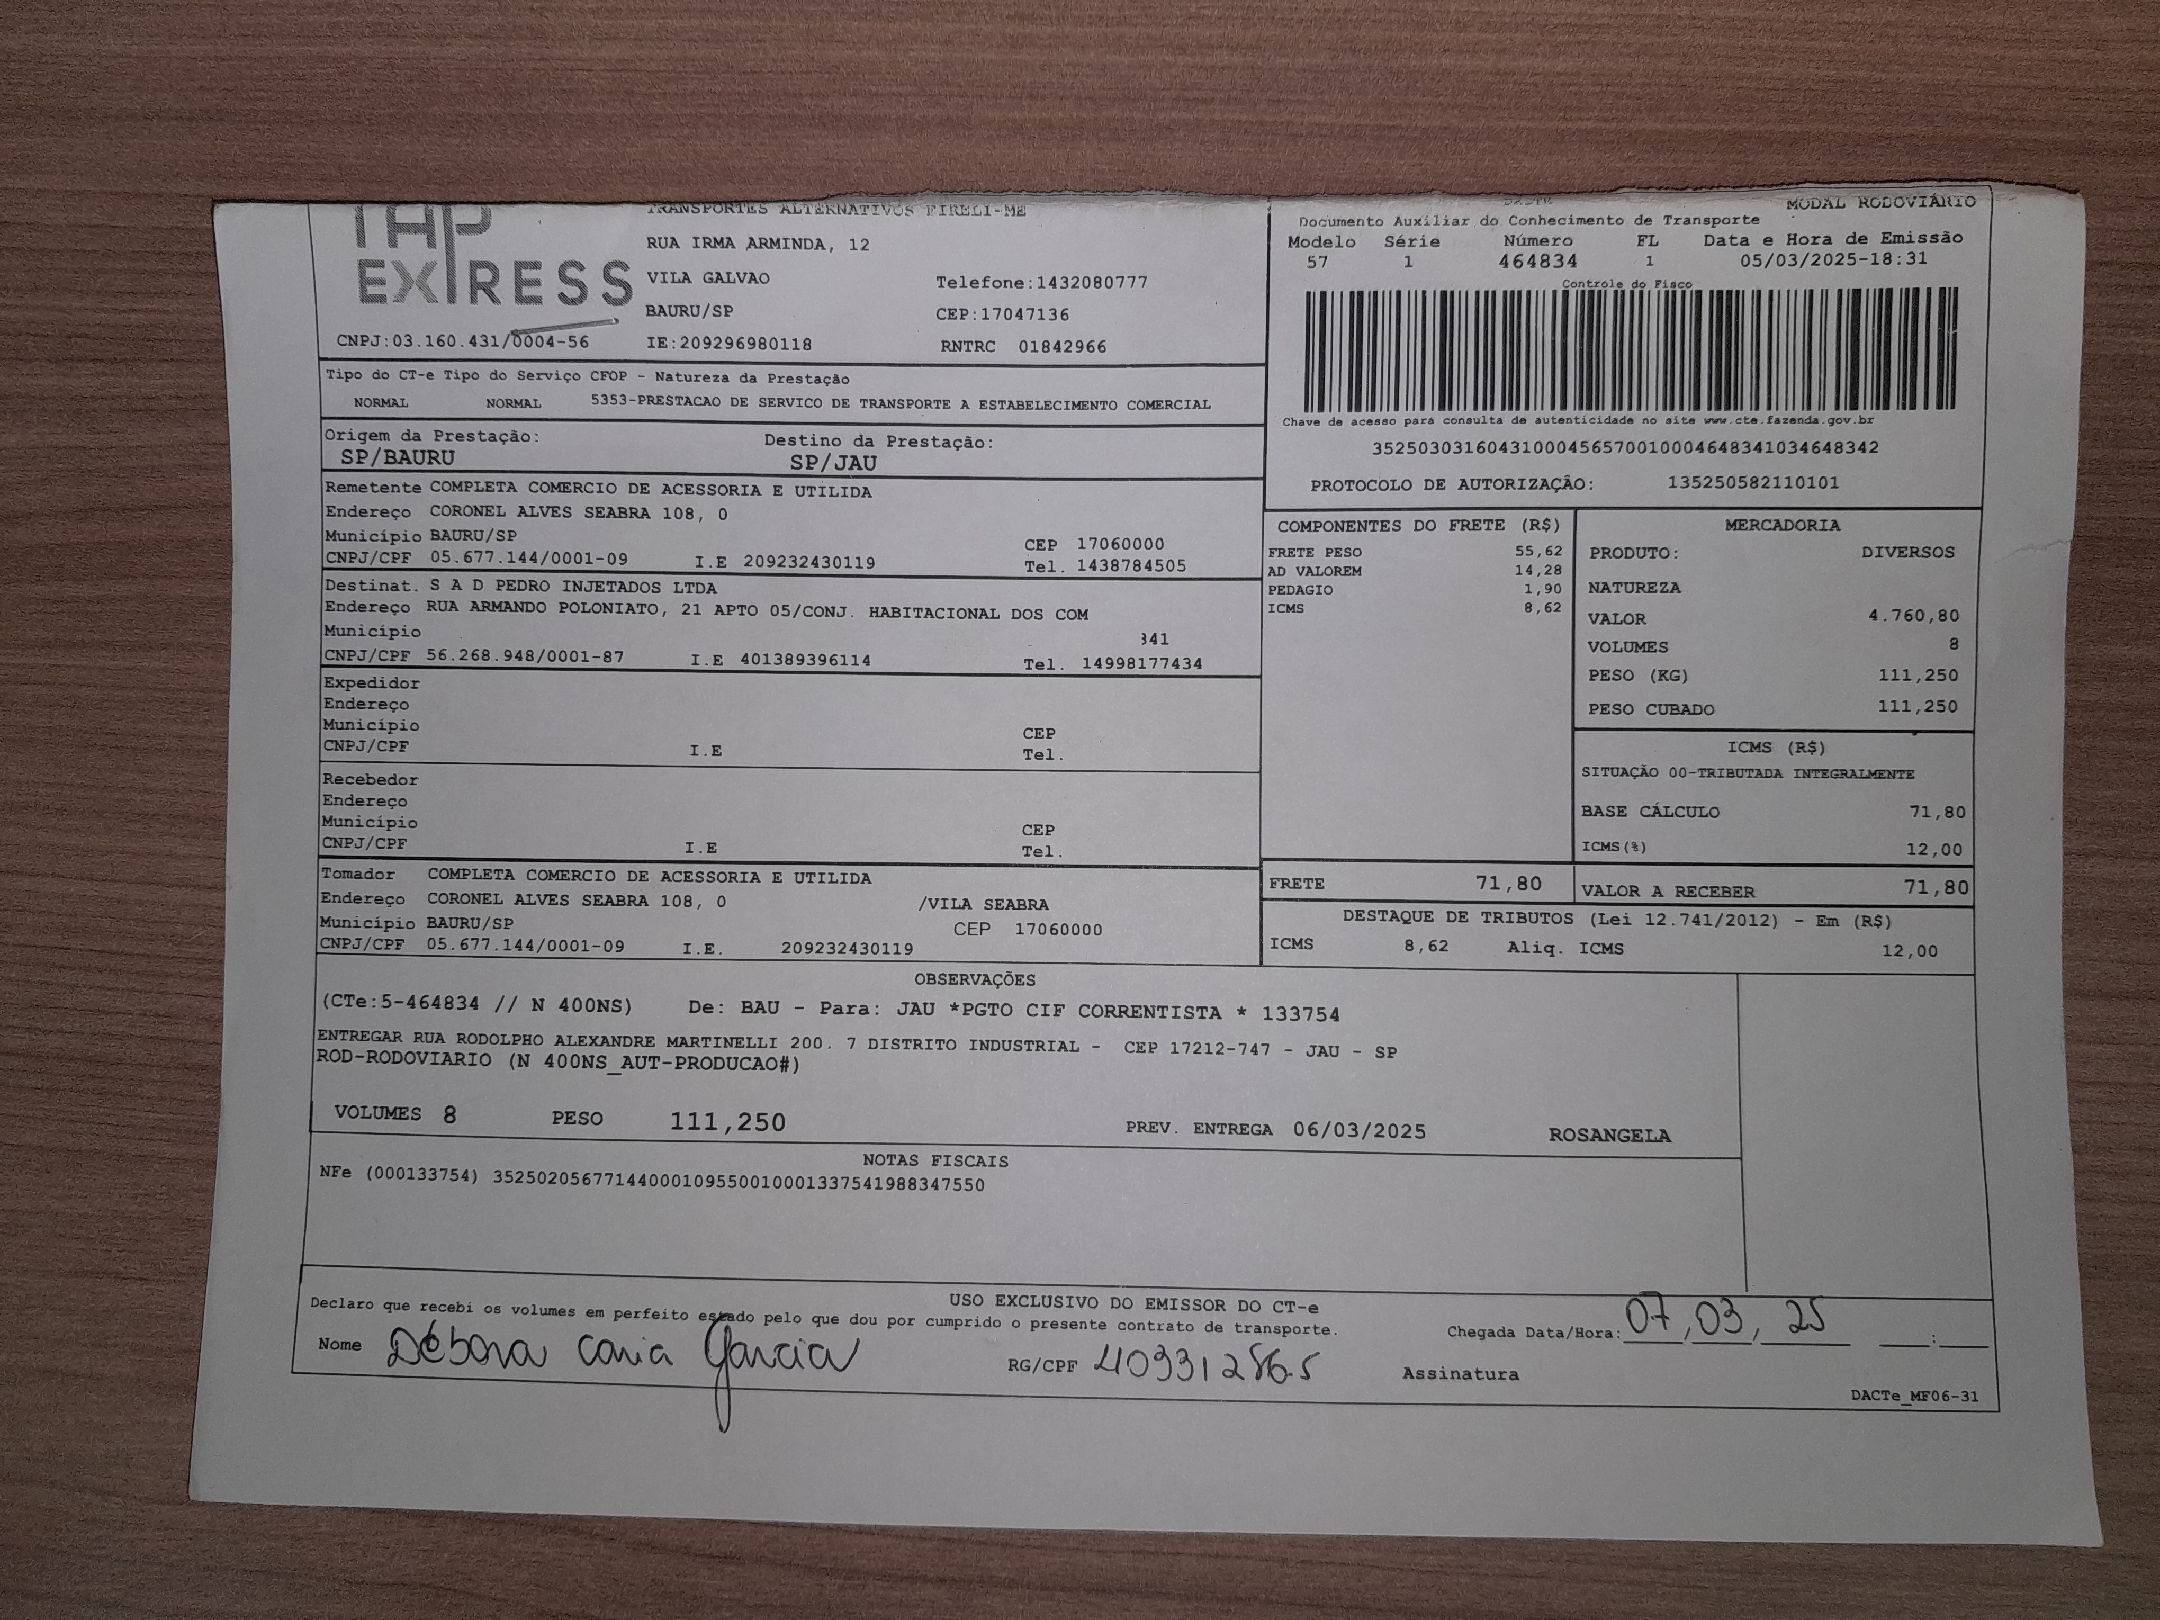 TAP
EXPRESS
TRANSPORTES ALTERNATIVOS EIRELI-ME
RUA IRMA ARMINDA, 12
VILA GALVAO Telefone:1432080777
BAURU/SP CEP:17047136
CNPJ:03.160.431/0004-56 IE:209296980118 RNTRC 01842966
MODAL RODOVIÁRIO
Documento Auxiliar do Conhecimento de Transporte
Modelo Série Número FL Data e Hora de Emissão
57 1 464834 1 05/03/2025-18:31
Controle do Fisco
Chave de acesso para consulta de autenticidade no site www.cte.fazenda.gov.br
35250303160431000456570010004648341034648342
PROTOCOLO DE AUTORIZAÇÃO: 135250582110101
Tipo do CT-e Tipo do Serviço CFOP - Natureza da Prestação
NORMAL NORMAL 5353-PRESTACAO DE SERVICO DE TRANSPORTE A ESTABELECIMENTO COMERCIAL
Origem da Prestação: Destino da Prestação:
SP/BAURU SP/JAU
Remetente COMPLETA COMERCIO DE ACESSORIA E UTILIDA
Endereço CORONEL ALVES SEABRA 108, 0
Município BAURU/SP CEP 17060000
CNPJ/CPF 05.677.144/0001-09 I.E 209232430119 Tel. 1438784505
Destinat. S A D PEDRO INJETADOS LTDA
Endereço RUA ARMANDO POLONIATO, 21 APTO 05/CONJ. HABITACIONAL DOS COM
Município 341
CNPJ/CPF 56.268.948/0001-87 I.E 401389396114 Tel. 14998177434
Expedidor
Endereço
Município CEP
CNPJ/CPF I.E Tel.
Recebedor
Endereço
Município CEP
CNPJ/CPF I.E Tel.
Tomador COMPLETA COMERCIO DE ACESSORIA E UTILIDA
Endereço CORONEL ALVES SEABRA 108, 0 /VILA SEABRA
Município BAURU/SP CEP 17060000
CNPJ/CPF 05.677.144/0001-09 I.E. 209232430119
COMPONENTES DO FRETE (R$)
FRETE PESO 55,62
AD VALOREM 14,28
PEDAGIO 1,90
ICMS 8,62
MERCADORIA
PRODUTO: DIVERSOS
NATUREZA
VALOR 4.760,80
VOLUMES 8
PESO (KG) 111,250
PESO CUBADO 111,250
ICMS (R$)
SITUAÇÃO 00-TRIBUTADA INTEGRALMENTE
BASE CÁLCULO 71,80
ICMS(%) 12,00
FRETE 71,80 VALOR A RECEBER 71,80
DESTAQUE DE TRIBUTOS (Lei 12.741/2012) - Em (R$)
ICMS 8,62 Aliq. ICMS 12,00
OBSERVAÇÕES
(CTe:5-464834 // N 400NS) De: BAU - Para: JAU *PGTO CIF CORRENTISTA * 133754
ENTREGAR RUA RODOLPHO ALEXANDRE MARTINELLI 200. 7 DISTRITO INDUSTRIAL - CEP 17212-747 - JAU - SP
ROD-RODOVIARIO (N 400NS_AUT-PRODUCAO#)
VOLUMES 8 PESO 111,250 PREV. ENTREGA 06/03/2025 ROSANGELA
NOTAS FISCAIS
NFe (000133754) 35250205677144000109550010001337541988347550
USO EXCLUSIVO DO EMISSOR DO CT-e
Declaro que recebi os volumes em perfeito estado pelo que dou por cumprido o presente contrato de transporte.
Chegada Data/Hora: 07,03,25 :
Nome Débora Caria Garcia RG/CPF 409331286-5 Assinatura
DACTe_MF06-31